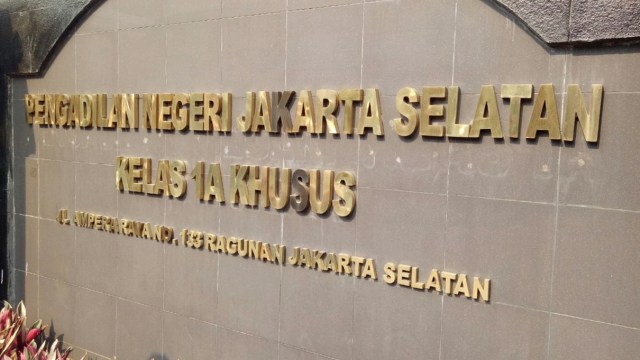 PENGADILAN NEGERI JAKARTA SELATAN
KELAS 1A KHUSUS
JL. AMPERA RAYA NO. 133 RAGUNAN JAKARTA SELATAN